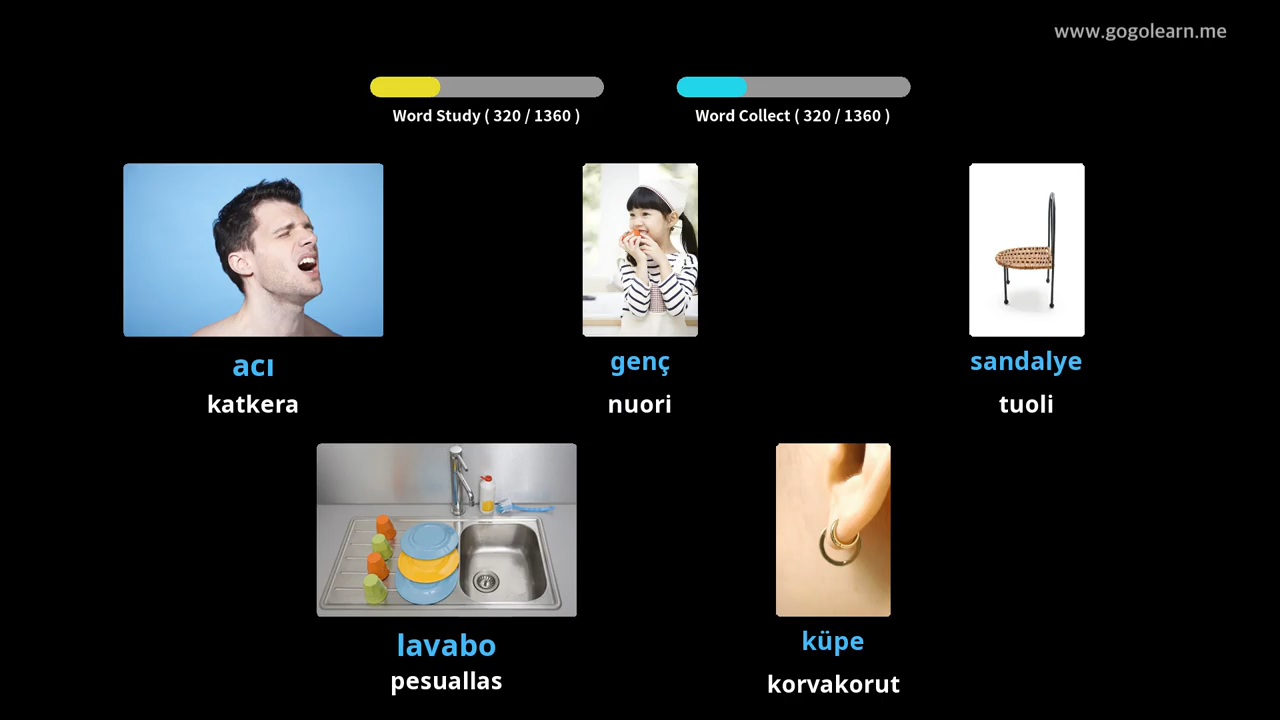 www.gogolearn.me
Word Study ( 320 / 1360 )
Word Collect ( 320 / 1360 )
acı
katkera
genç
nuori
sandalye
tuoli
lavabo
pesuallas
küpe
korvakorut